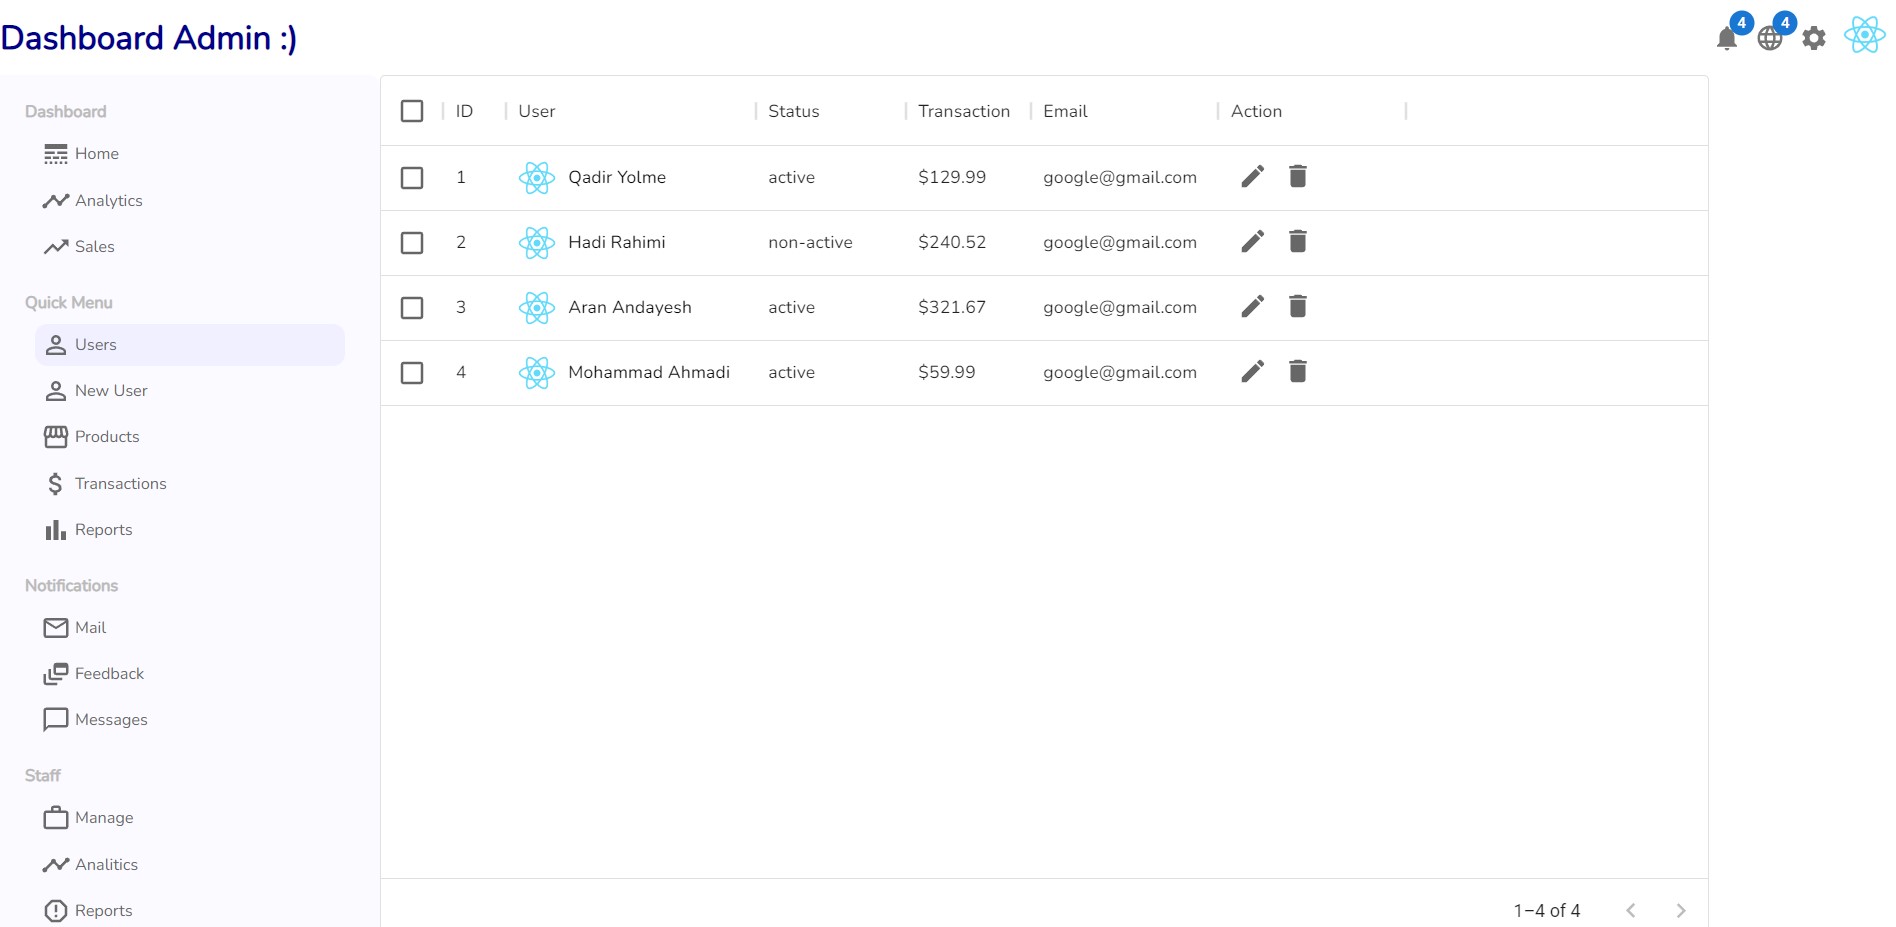 Dashboard Admin :)
4
4
Dashboard
Home
Analytics
Sales
Quick Menu
Users
New User
Products
Transactions
Reports
Notifications
Mail
Feedback
Messages
Staff
Manage
Analitics
Reports
ID User Status Transaction Email Action
1 Qadir Yolme active $129.99 google@gmail.com
2 Hadi Rahimi non-active $240.52 google@gmail.com
3 Aran Andayesh active $321.67 google@gmail.com
4 Mohammad Ahmadi active $59.99 google@gmail.com
1–4 of 4